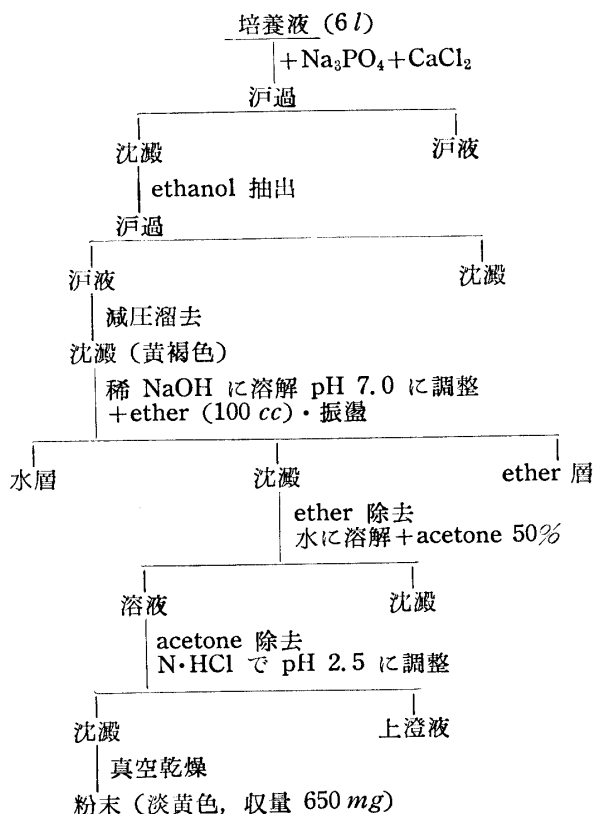 培養液 (6 l)
+Na₃PO₄+CaCl₂
沪過
沈澱 沪液
ethanol 抽出
沪過
沪液 沈澱
減圧溜去
沈澱 (黄褐色)
稀 NaOH に溶解 pH 7.0 に調整
+ether (100 cc)・振盪
水層 沈澱 ether 層
ether 除去
水に溶解+acetone 50%
溶液 沈澱
acetone 除去
N・HCl で pH 2.5 に調整
沈澱 上澄液
真空乾燥
粉末 (淡黄色, 収量 650 mg)